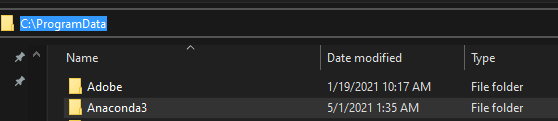 C:\ProgramData
Name Date modified Type
Adobe 1/19/2021 10:17 AM File folder
Anaconda3 5/1/2021 1:35 AM File folder